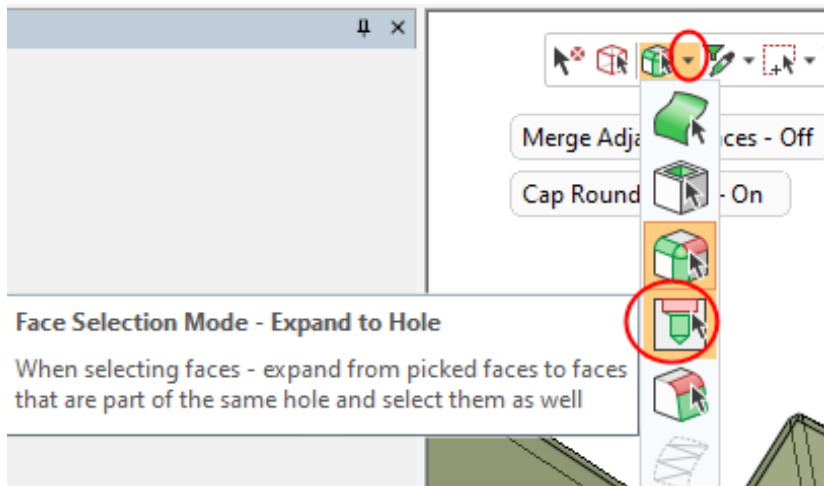 Merge Adja ces - Off
Cap Round - On
Face Selection Mode - Expand to Hole
When selecting faces - expand from picked faces to faces
that are part of the same hole and select them as well